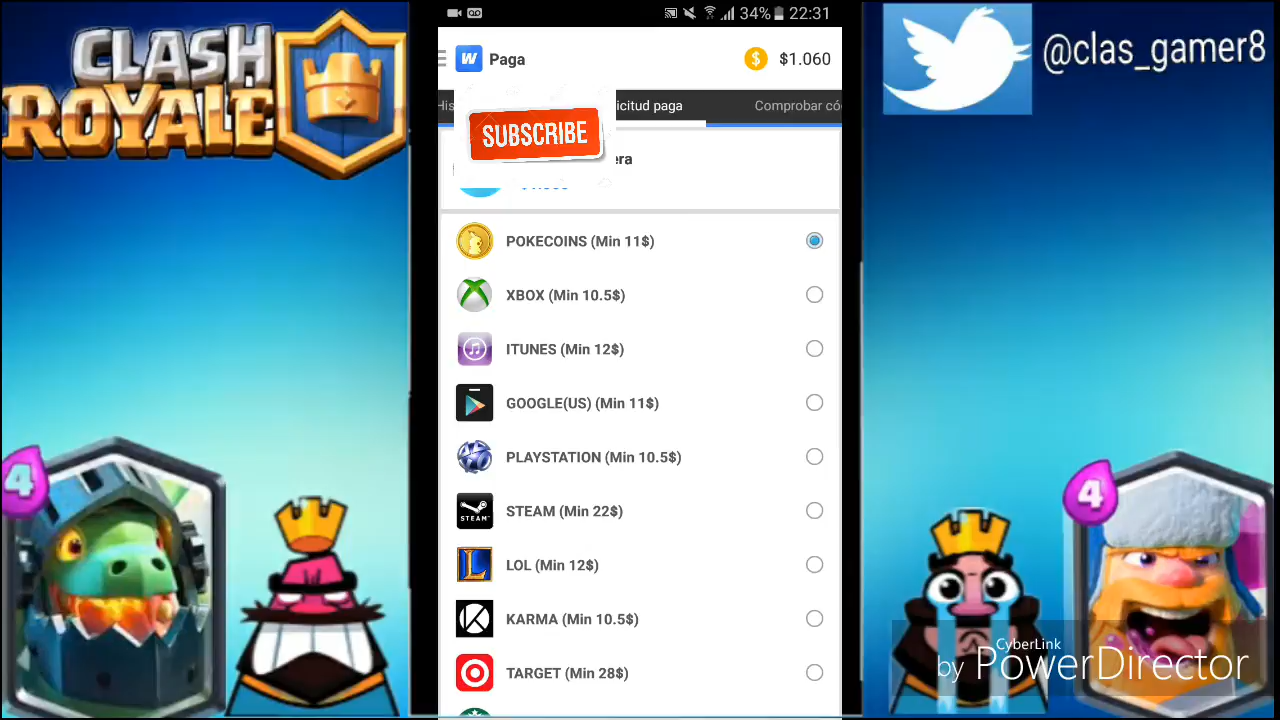 CLASH
ROYALE
34% 22:31
W Paga
$ $1.060
icitud paga
Comprobar có
SUBSCRIBE
era
POKECOINS (Min 11$)
XBOX (Min 10.5$)
ITUNES (Min 12$)
GOOGLE(US) (Min 11$)
PLAYSTATION (Min 10.5$)
STEAM (Min 22$)
LOL (Min 12$)
KARMA (Min 10.5$)
TARGET (Min 28$)
STEAM
L
K
@clas_gamer8
4
4
CyberLink
by PowerDirector